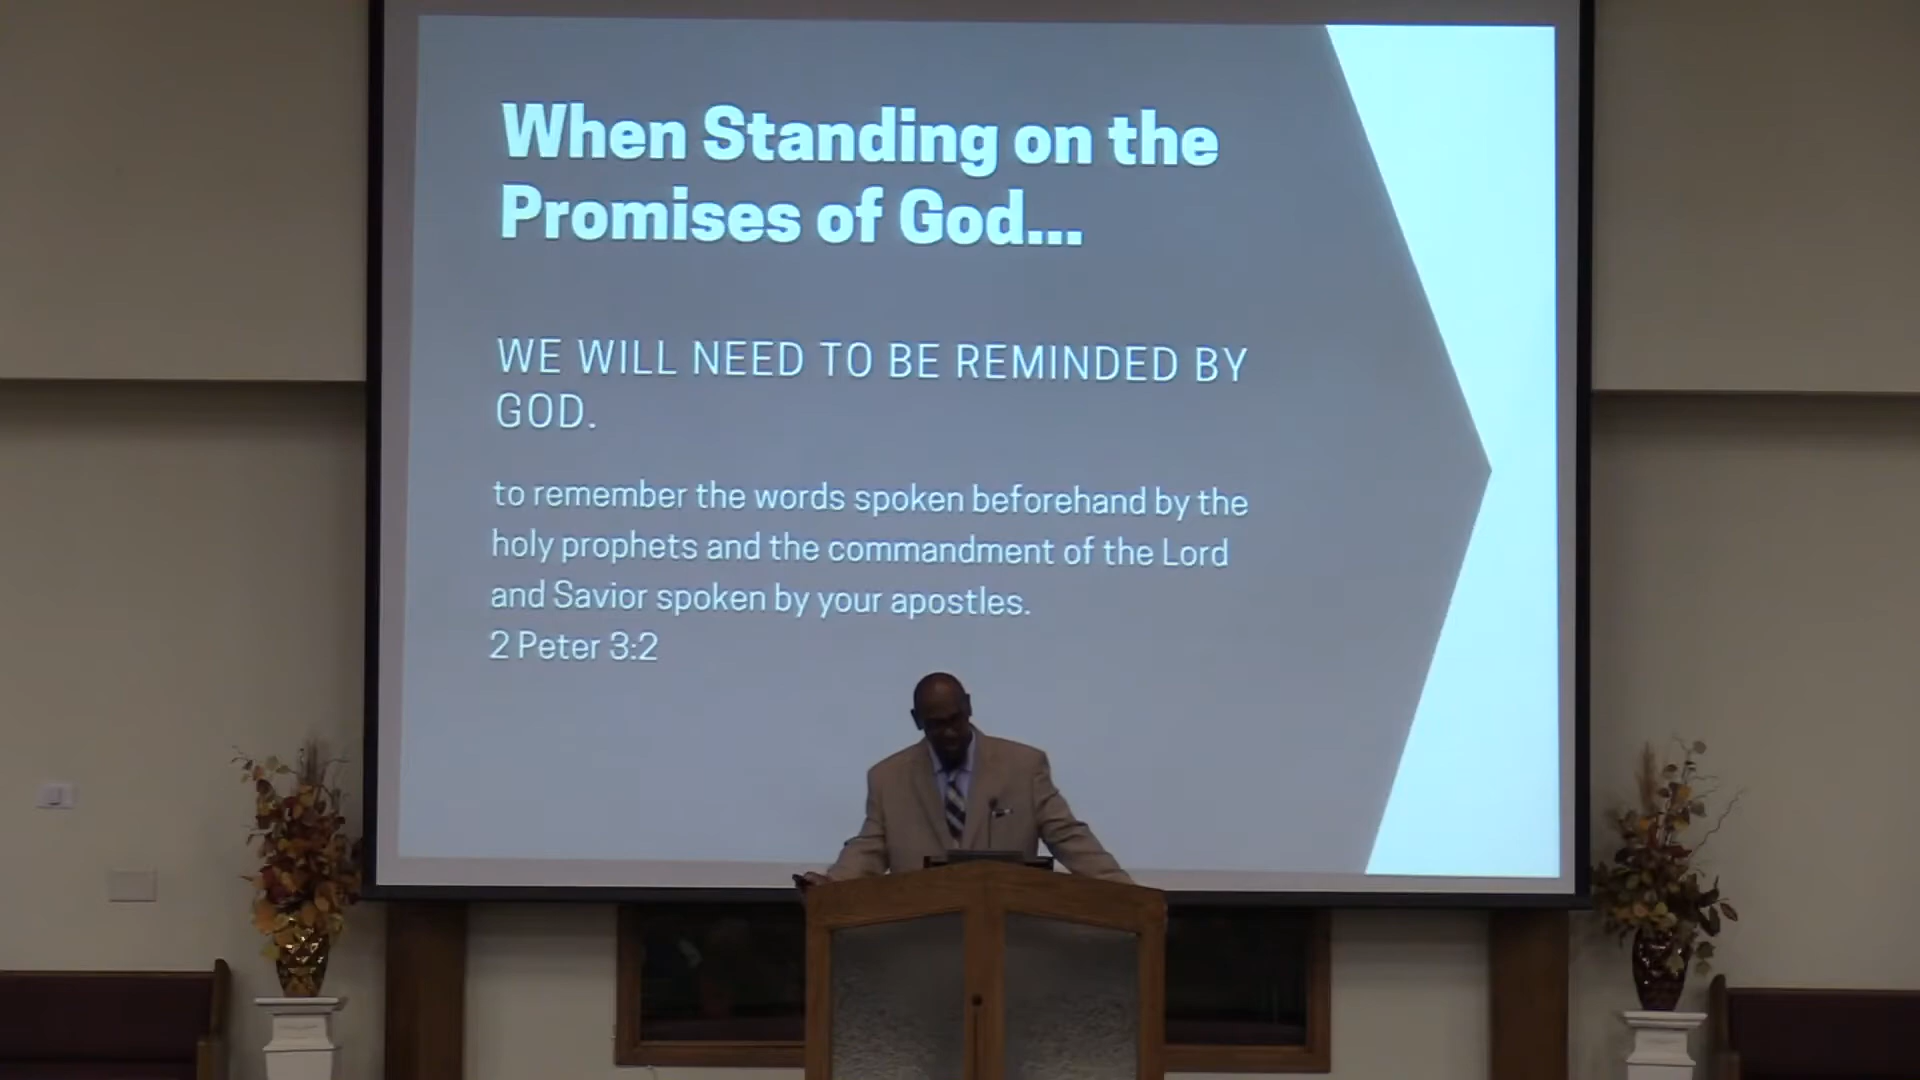 When Standing on the
Promises of God...
WE WILL NEED TO BE REMINDED BY
GOD.
to remember the words spoken beforehand by the
holy prophets and the commandment of the Lord
and Savior spoken by your apostles.
2 Peter 3:2